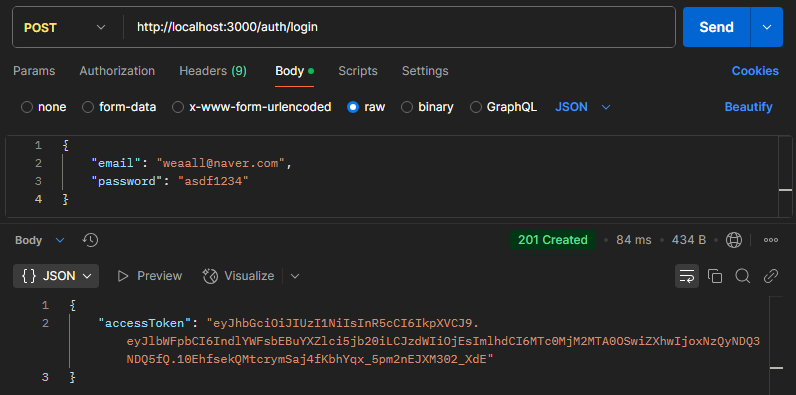 POST http://localhost:3000/auth/login Send
Params Authorization Headers (9) Body Scripts Settings Cookies
none form-data x-www-form-urlencoded raw binary GraphQL JSON Beautify
1 {
2 "email": "weaall@naver.com",
3 "password": "asdf1234"
4 }
Body 201 Created 84 ms 434 B
{} JSON Preview Visualize
1 {
2 "accessToken": "eyJhbGciOiJIUzI1NiIsInR5cCI6IkpXVCJ9.
eyJlbWFpbCI6IndlYWFsbEBuYXZlci5jb20iLCJzdWIiOjEsImlhdCI6MTc0MjM2MTA0OSwiZXhwIjoxNzQyNDQ3
NDQ5fQ.10EhfsekQMtcrymSaj4fKbhYqx_5pm2nEJXM302_XdE"
3 }